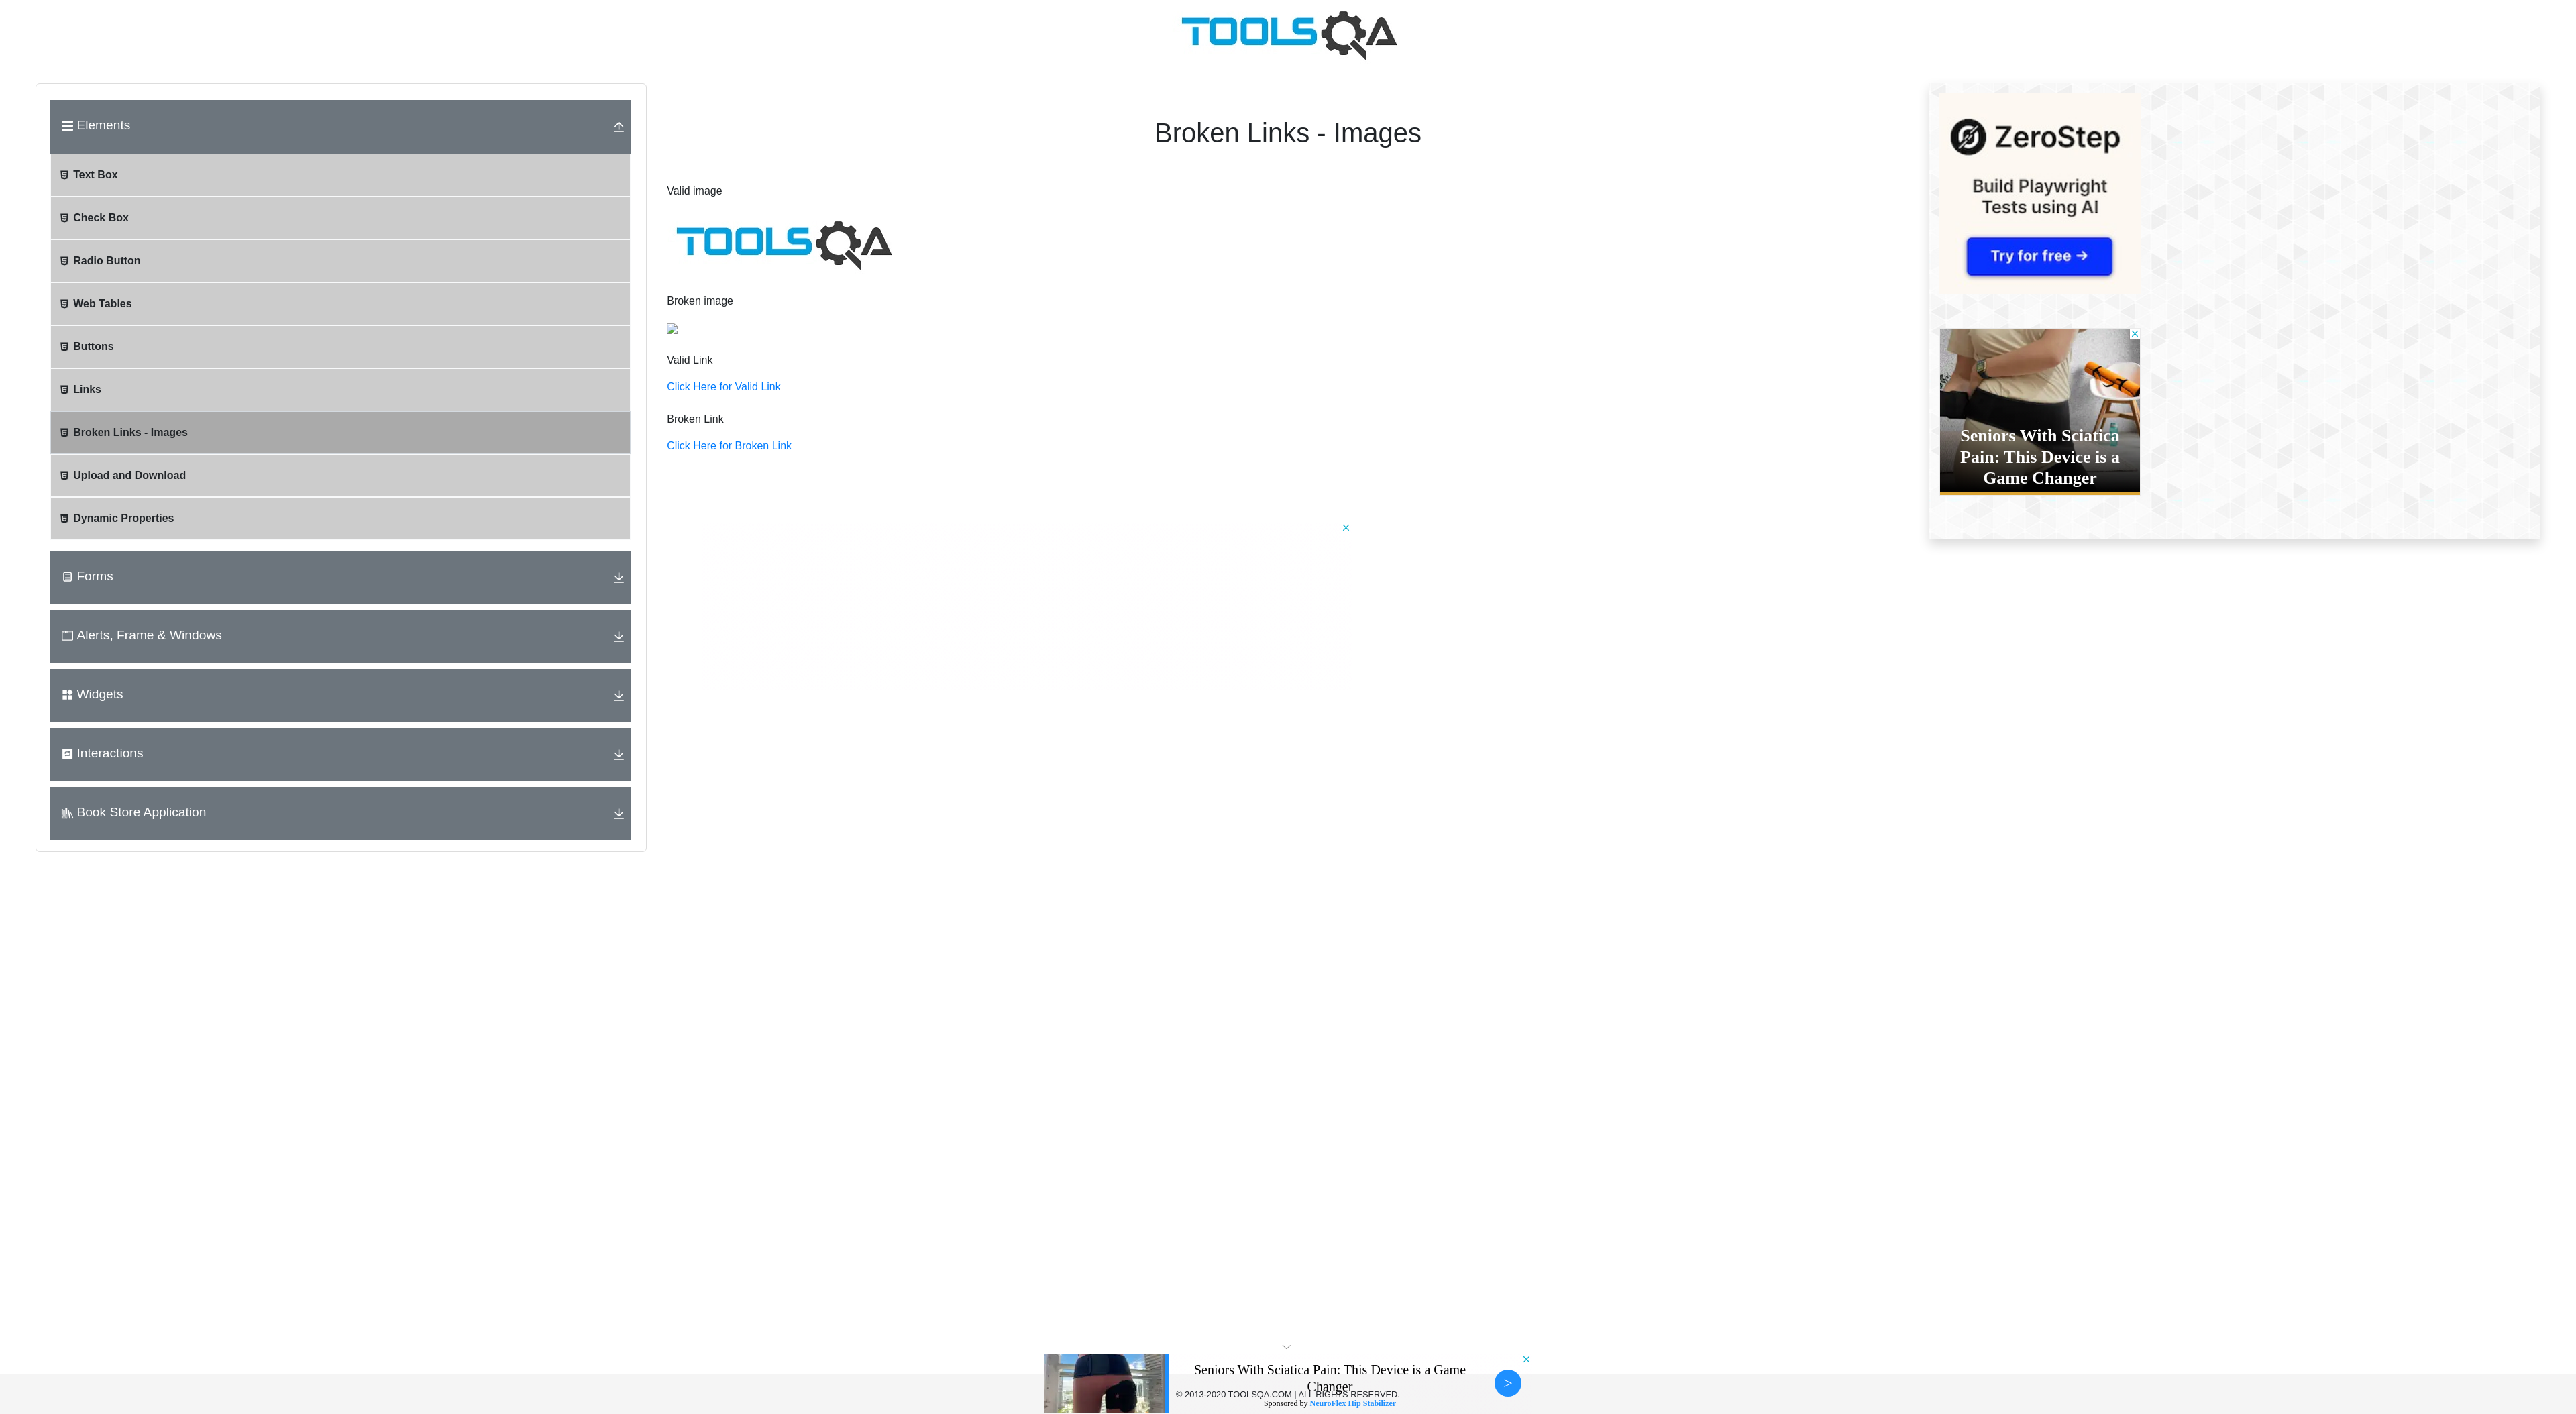 TOOLSQA
Elements
Text Box
Check Box
Radio Button
Web Tables
Buttons
Links
Broken Links - Images
Upload and Download
Dynamic Properties
Forms
Alerts, Frame & Windows
Widgets
Interactions
Book Store Application
Broken Links - Images
Valid image
TOOLSQA
Broken image
Valid Link
Click Here for Valid Link
Broken Link
Click Here for Broken Link
ZeroStep
Build Playwright
Tests using AI
Try for free →
Seniors With Sciatica
Pain: This Device is a
Game Changer
Seniors With Sciatica Pain: This Device is a Game
Changer
© 2013-2020 TOOLSQA.COM | ALL RIGHTS RESERVED.
Sponsored by NeuroFlex Hip Stabilizer